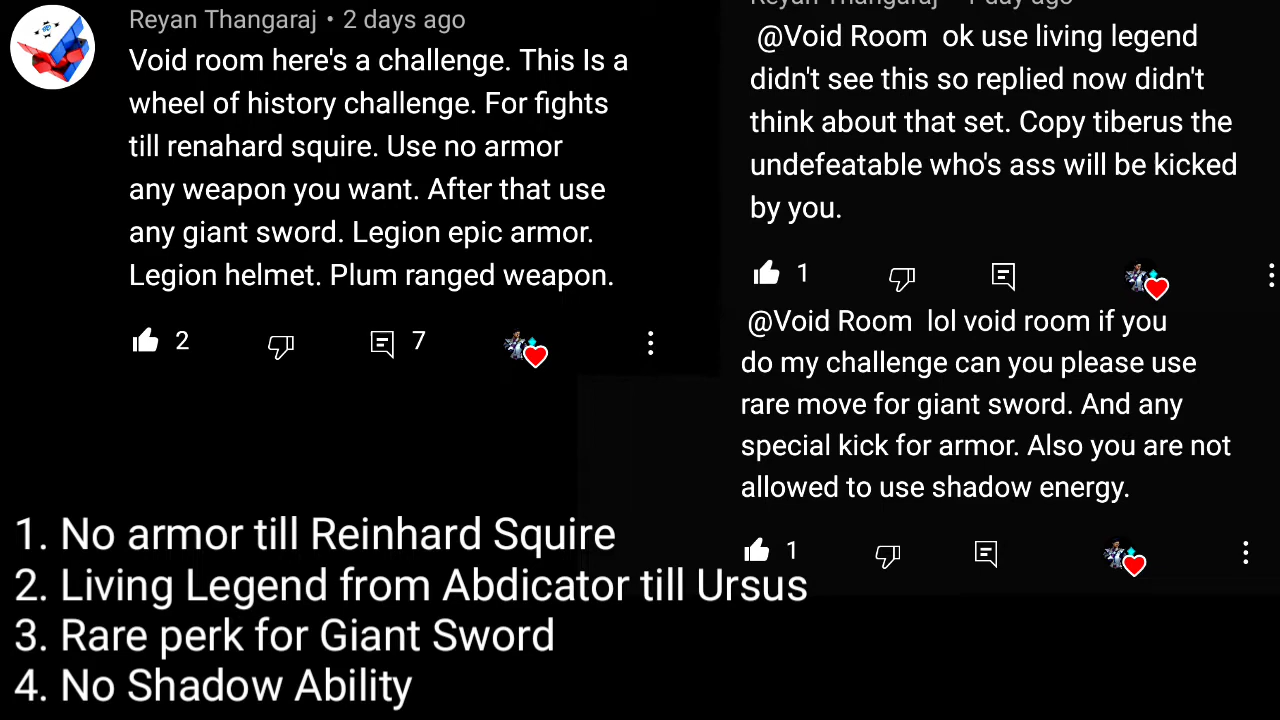 Reyan Thangaraj • 2 days ago
Void room here's a challenge. This Is a
wheel of history challenge. For fights
till renahard squire. Use no armor
any weapon you want. After that use
any giant sword. Legion epic armor.
Legion helmet. Plum ranged weapon.
2
7
Reyan Thangaraj • 1 day ago
@Void Room ok use living legend
didn't see this so replied now didn't
think about that set. Copy tiberus the
undefeatable who's ass will be kicked
by you.
1
@Void Room lol void room if you
do my challenge can you please use
rare move for giant sword. And any
special kick for armor. Also you are not
allowed to use shadow energy.
1
1. No armor till Reinhard Squire
2. Living Legend from Abdicator till Ursus
3. Rare perk for Giant Sword
4. No Shadow Ability